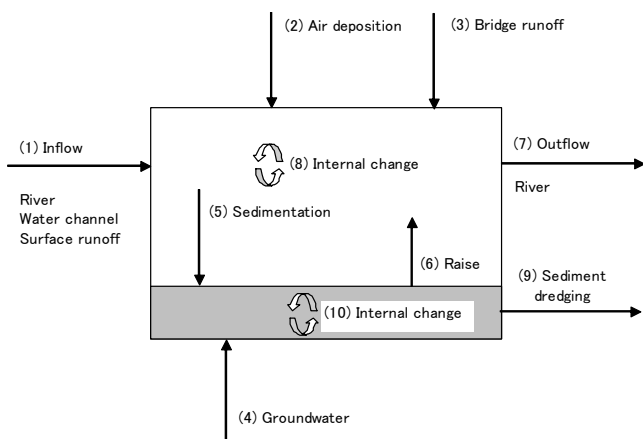 (2) Air deposition
(3) Bridge runoff
(1) Inflow
(8) Internal change
(7) Outflow
River
Water channel
Surface runoff
River
(5) Sedimentation
(6) Raise
(9) Sediment
dredging
(10) Internal change
(4) Groundwater